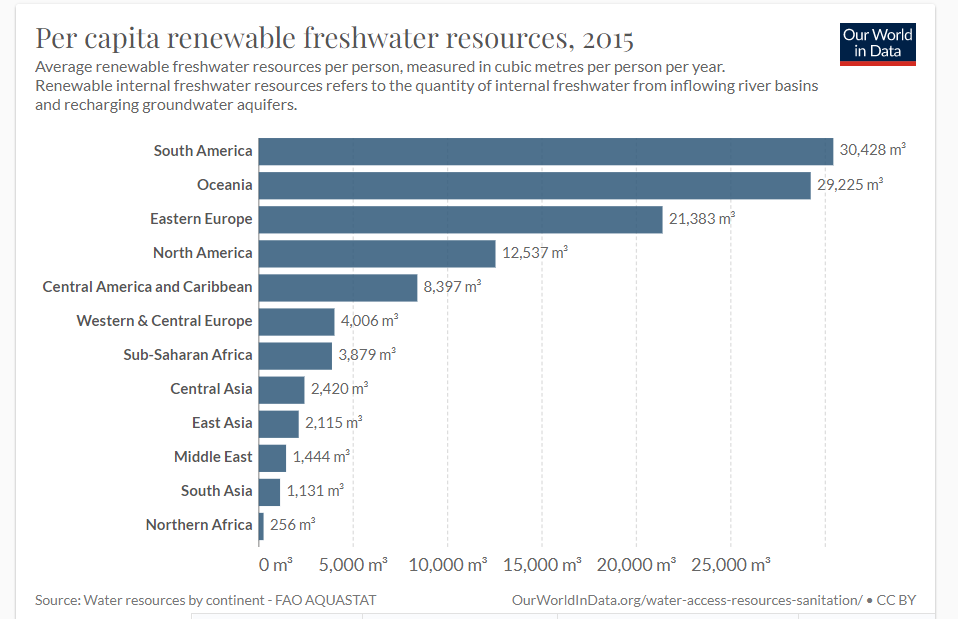 Per capita renewable freshwater resources, 2015
Our World
in Data
Average renewable freshwater resources per person, measured in cubic metres per person per year.
Renewable internal freshwater resources refers to the quantity of internal freshwater from inflowing river basins
and recharging groundwater aquifers.
South America 30,428 m³
Oceania 29,225 m³
Eastern Europe 21,383 m³
North America 12,537 m³
Central America and Caribbean 8,397 m³
Western & Central Europe 4,006 m³
Sub-Saharan Africa 3,879 m³
Central Asia 2,420 m³
East Asia 2,115 m³
Middle East 1,444 m³
South Asia 1,131 m³
Northern Africa 256 m³
0 m³ 5,000 m³ 10,000 m³ 15,000 m³ 20,000 m³ 25,000 m³
Source: Water resources by continent - FAO AQUASTAT OurWorldInData.org/water-access-resources-sanitation/ • CC BY